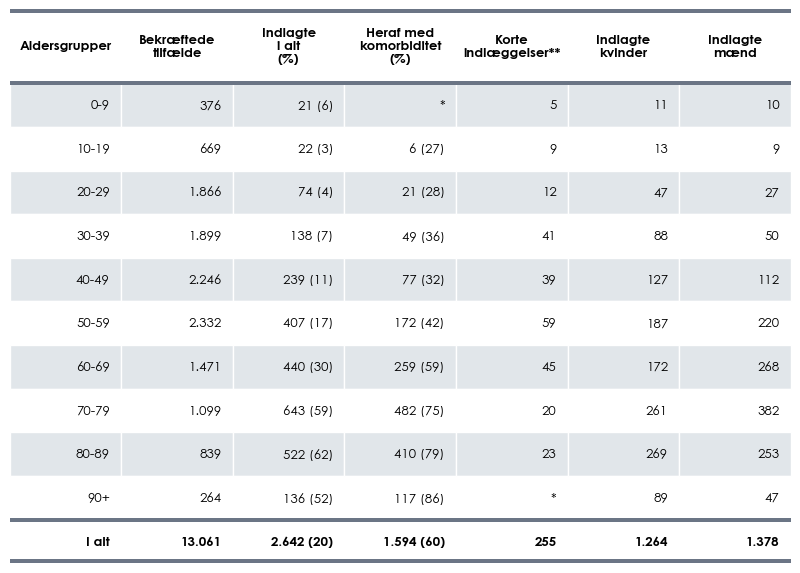 Aldersgrupper Bekræftede tilfælde Indlagte I alt (%) Heraf med komorbiditet (%) Korte indlæggelser** Indlagte kvinder Indlagte mænd
0-9 376 21 (6) * 5 11 10
10-19 669 22 (3) 6 (27) 9 13 9
20-29 1.866 74 (4) 21 (28) 12 47 27
30-39 1.899 138 (7) 49 (36) 41 88 50
40-49 2.246 239 (11) 77 (32) 39 127 112
50-59 2.332 407 (17) 172 (42) 59 187 220
60-69 1.471 440 (30) 259 (59) 45 172 268
70-79 1.099 643 (59) 482 (75) 20 261 382
80-89 839 522 (62) 410 (79) 23 269 253
90+ 264 136 (52) 117 (86) * 89 47
I alt 13.061 2.642 (20) 1.594 (60) 255 1.264 1.378